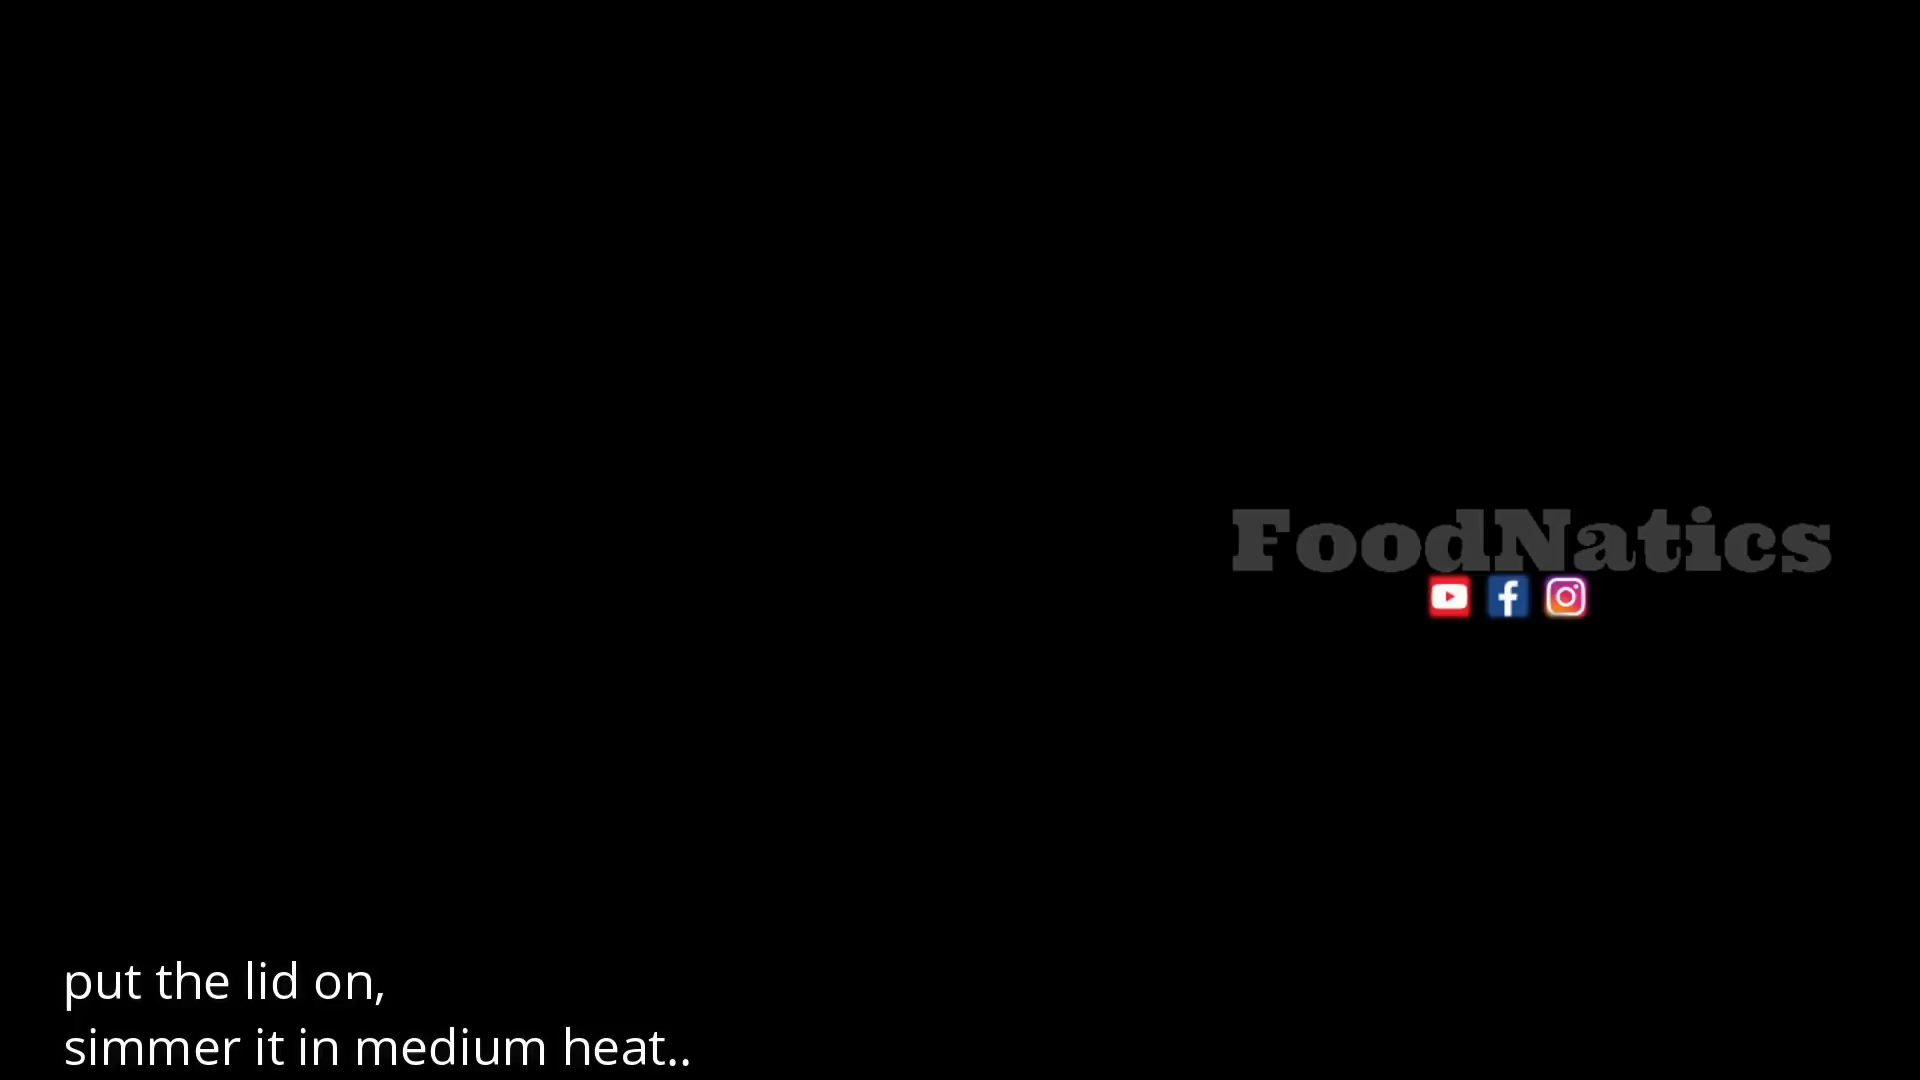 FoodNatics
put the lid on,
simmer it in medium heat..